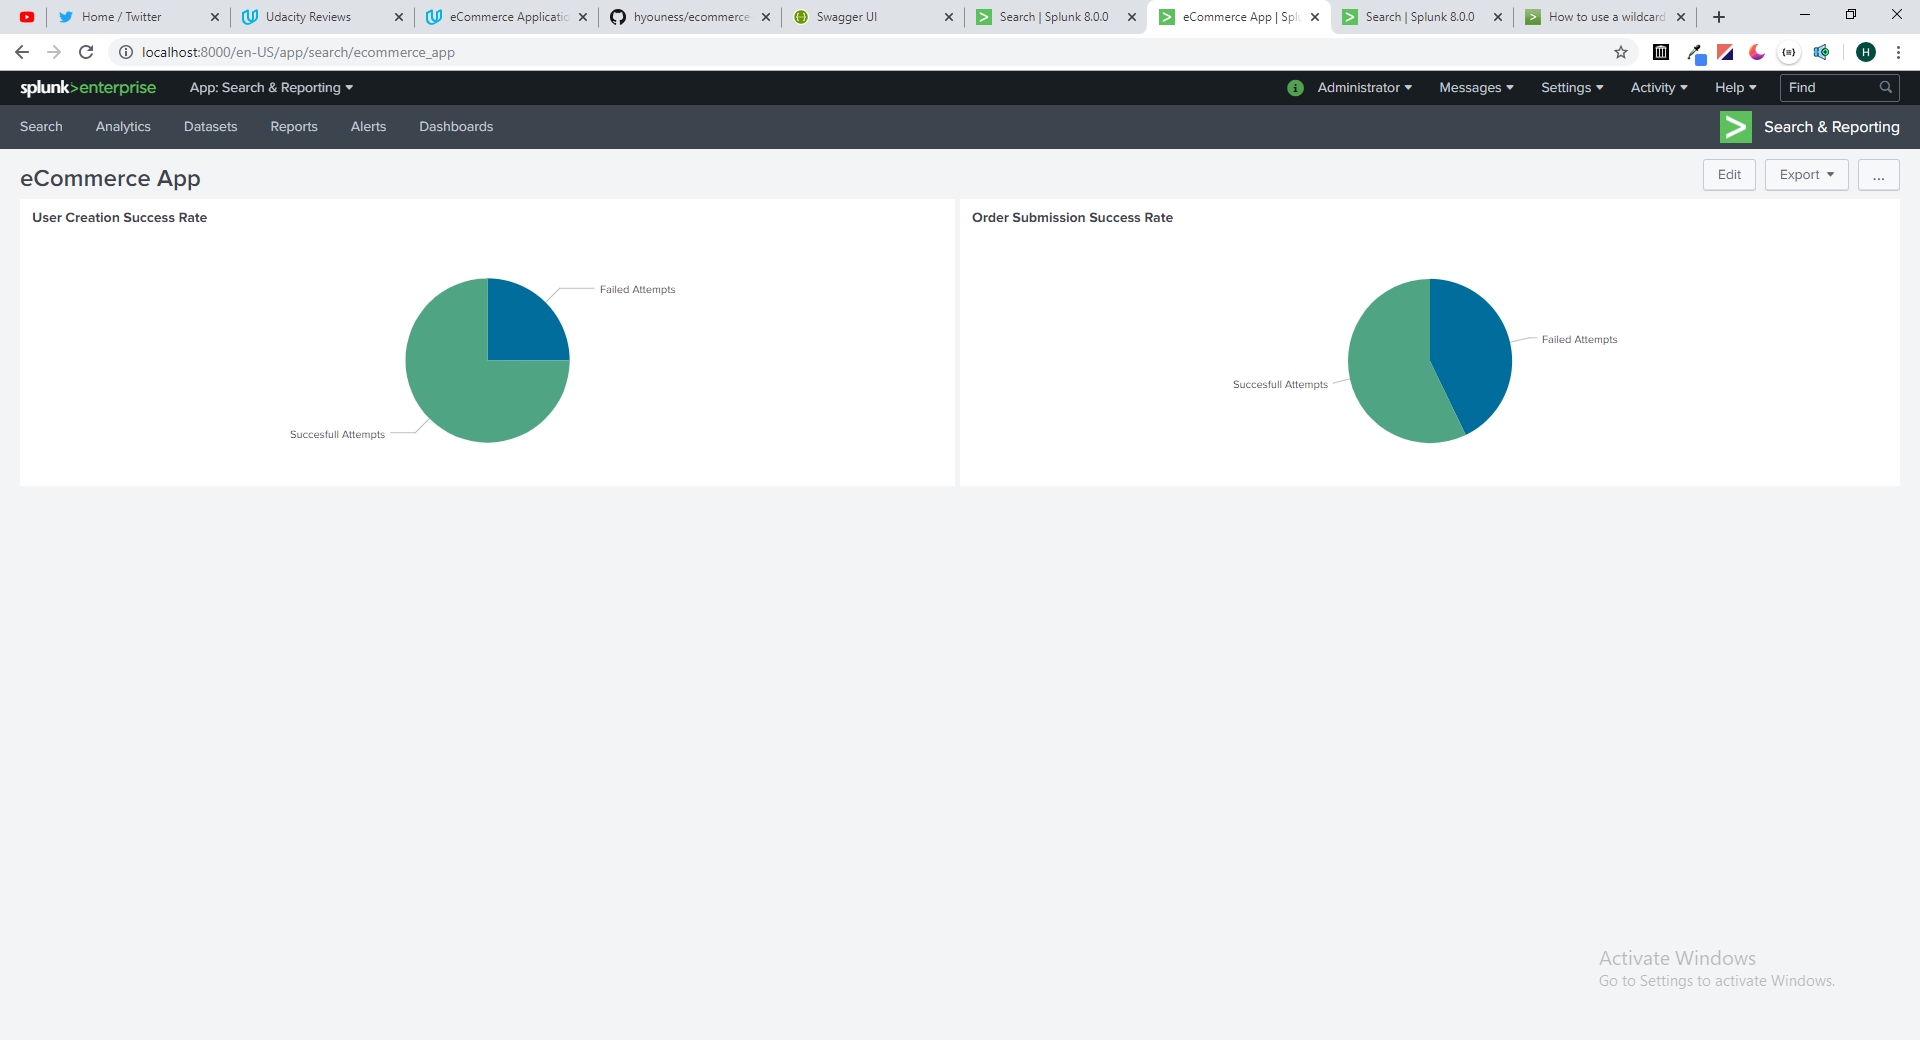 Home / Twitter
Udacity Reviews
eCommerce Applicatio
hyouness/ecommerce
Swagger UI
Search | Splunk 8.0.0
eCommerce App | Splu
Search | Splunk 8.0.0
How to use a wildcard
localhost:8000/en-US/app/search/ecommerce_app
H
splunk>enterprise
App: Search & Reporting
i
Administrator
Messages
Settings
Activity
Help
Find
Search
Analytics
Datasets
Reports
Alerts
Dashboards
Search & Reporting
eCommerce App
Edit
Export
...
User Creation Success Rate
Failed Attempts
Succesfull Attempts
Order Submission Success Rate
Failed Attempts
Succesfull Attempts
Activate Windows
Go to Settings to activate Windows.